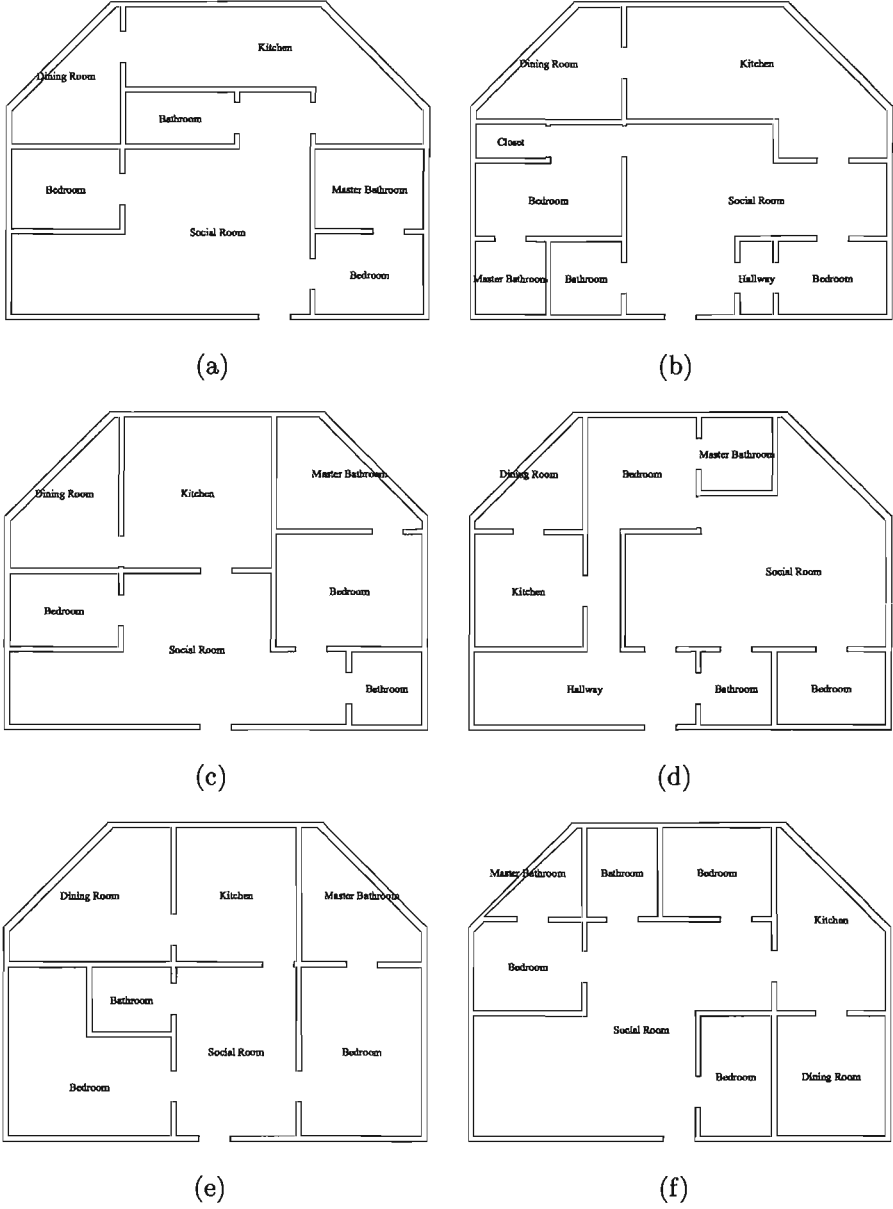 Kitchen
Dining Room
Bathroom
Bedroom
Master Bathroom
Social Room
Bedroom
(a)
Dining Room
Kitchen
Closet
Bedroom
Social Room
Master Bathroom
Bathroom
Hallway
Bedroom
(b)
Master Bathroom
Dining Room
Kitchen
Bedroom
Bedroom
Social Room
Bathroom
(c)
Master Bathroom
Dining Room
Bedroom
Social Room
Kitchen
Hallway
Bathroom
Bedroom
(d)
Dining Room
Kitchen
Master Bathroom
Bathroom
Social Room
Bedroom
Bedroom
(e)
Master Bathroom
Bathroom
Bedroom
Kitchen
Bedroom
Social Room
Bedroom
Dining Room
(f)